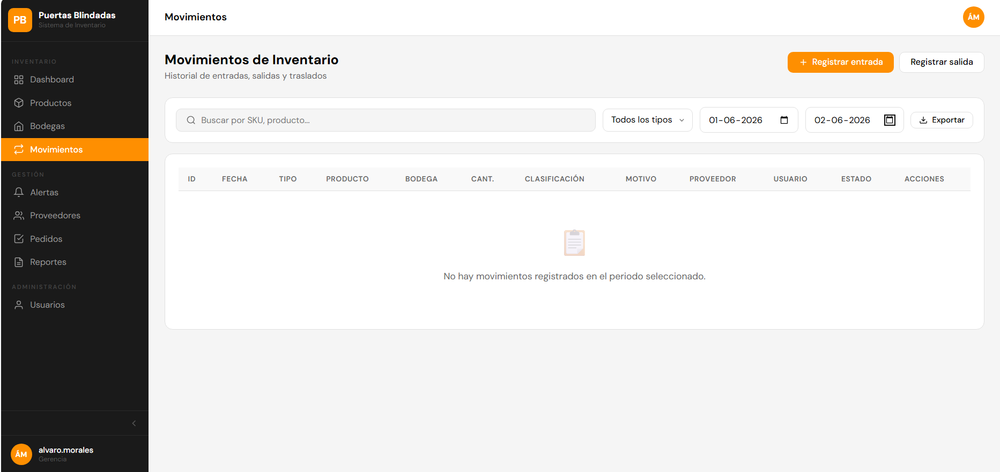 PB
Puertas Blindadas
Sistema de Inventario
INVENTARIO
Dashboard
Productos
Bodegas
Movimientos
GESTIÓN
Alertas
Proveedores
Pedidos
Reportes
ADMINISTRACIÓN
Usuarios
ÁM
alvaro.morales
Gerencia
Movimientos
ÁM
Movimientos de Inventario
Historial de entradas, salidas y traslados
+ Registrar entrada
Registrar salida
Buscar por SKU, producto...
Todos los tipos
01-06-2026
02-06-2026
Exportar
ID FECHA TIPO PRODUCTO BODEGA CANT. CLASIFICACIÓN MOTIVO PROVEEDOR USUARIO ESTADO ACCIONES
No hay movimientos registrados en el periodo seleccionado.